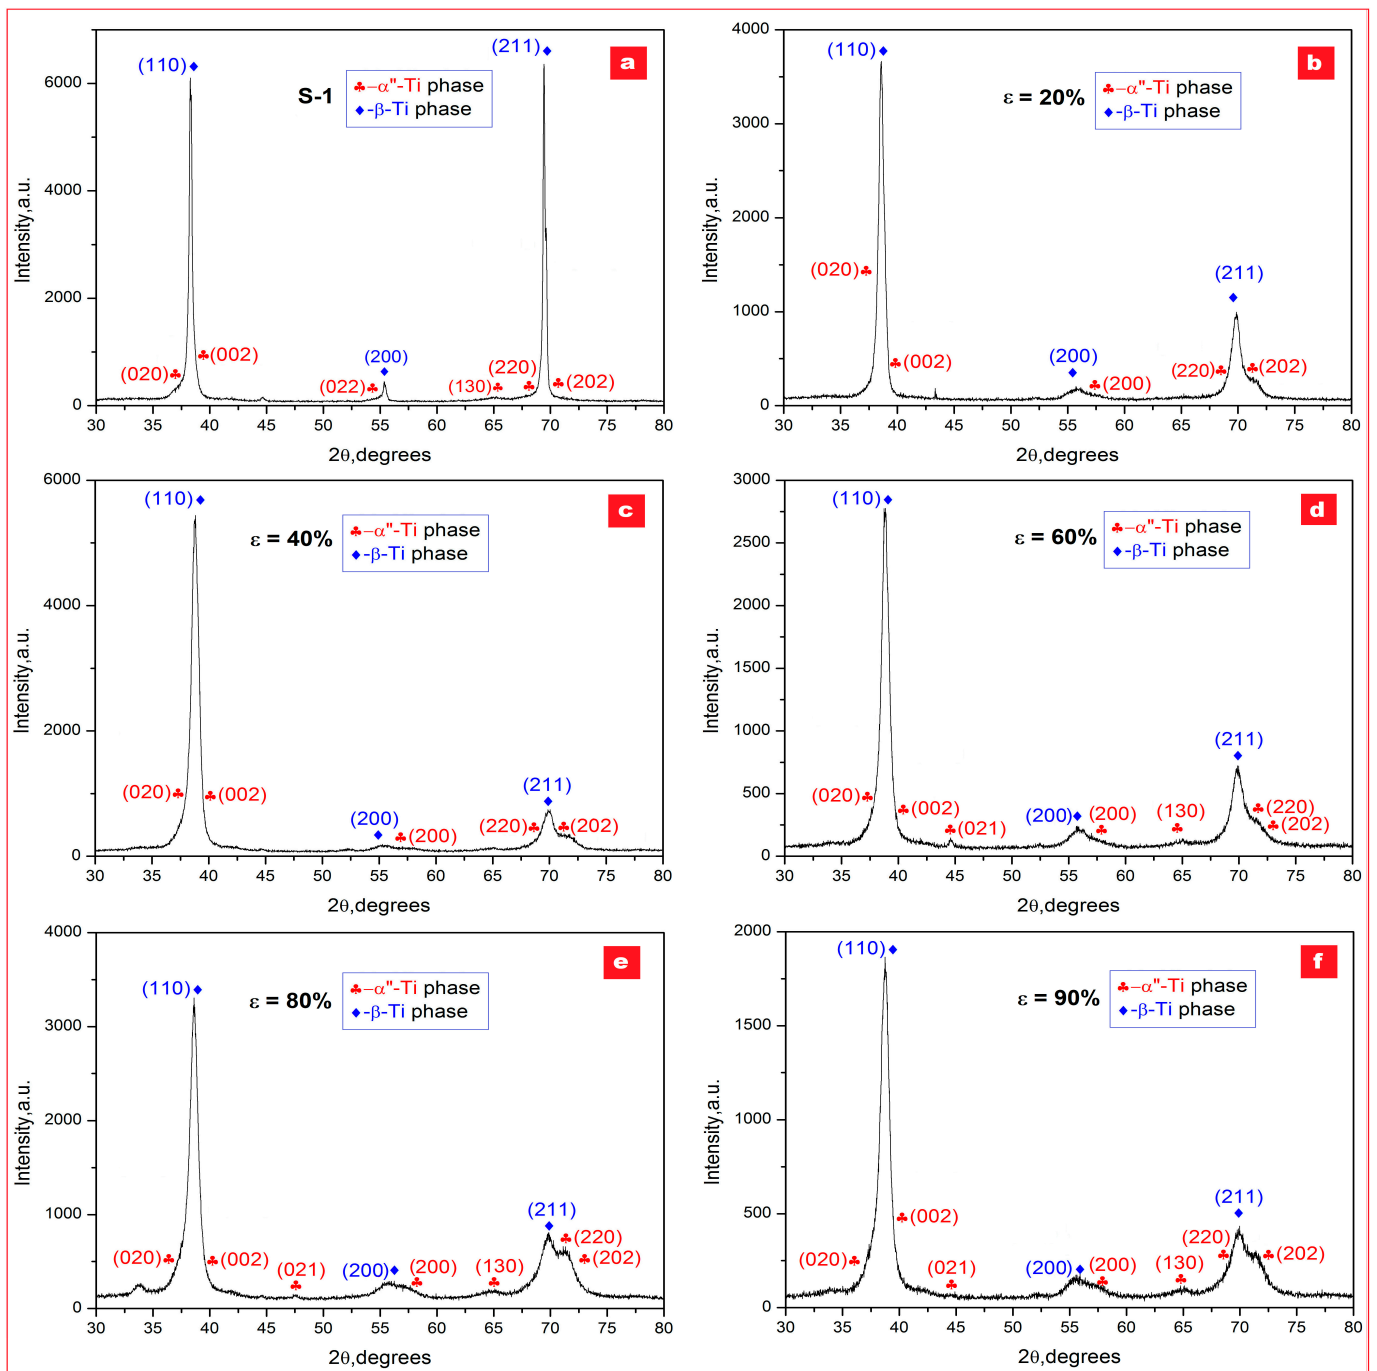 a
S-1
♣–α"-Ti phase
♦-β-Ti phase
(110)♦
(211)♦
(020)♣
♣(002)
(022)♣
(200)
♦
(130)♣
(220)
♣
♣(202)
Intensity,a.u.
6000
4000
2000
0
30 35 40 45 50 55 60 65 70 75 80
2θ,degrees
b
ε = 20%
♣–α"-Ti phase
♦-β-Ti phase
(110)♦
(020)♣
♣(002)
(200)
♦
♣(200)
(211)
♦
(220)♣
♣(202)
Intensity,a.u.
4000
3000
2000
1000
0
30 35 40 45 50 55 60 65 70 75 80
2θ,degrees
c
ε = 40%
♣–α"-Ti phase
♦-β-Ti phase
(110)♦
(020)♣
♣(002)
(200)
♦
♣(200)
(211)
♦
(220)♣
♣(202)
Intensity,a.u.
6000
4000
2000
0
30 35 40 45 50 55 60 65 70 75 80
2θ,degrees
d
ε = 60%
♣–α"-Ti phase
♦-β-Ti phase
(110)♦
(020)♣
♣(002)
♣(021)
(200)♦
(200)
♣
(130)
♣
(211)
♦
♣(220)
♣(202)
Intensity,a.u.
3000
2500
2000
1500
1000
500
0
30 35 40 45 50 55 60 65 70 75 80
2θ,degrees
e
ε = 80%
♣–α"-Ti phase
♦-β-Ti phase
(110)♦
(020)♣
♣(002)
(021)
♣
(200)♦
♣(200)
(130)
♣
(211)
♦
♣(220)
♣(202)
Intensity,a.u.
4000
3000
2000
1000
0
30 35 40 45 50 55 60 65 70 75 80
2θ,degrees
f
ε = 90%
♣–α"-Ti phase
♦-β-Ti phase
(110)♦
(020)♣
♣(002)
(021)
♣
(200)♦
(200)
♣
(130)
♣
(220)
♣
(211)
♦
♣(202)
Intensity,a.u.
2000
1500
1000
500
0
30 35 40 45 50 55 60 65 70 75 80
2θ,degrees